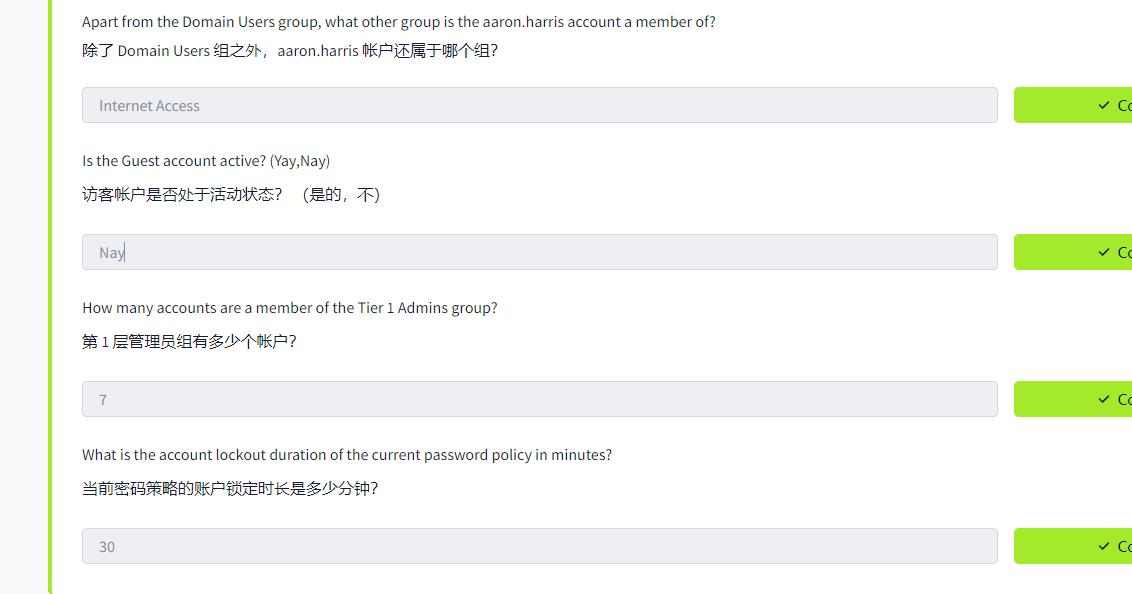 Apart from the Domain Users group, what other group is the aaron.harris account a member of?
除了 Domain Users 组之外，aaron.harris 帐户还属于哪个组？
Internet Access
Is the Guest account active? (Yay,Nay)
访客帐户是否处于活动状态？ （是的，不）
Nay
How many accounts are a member of the Tier 1 Admins group?
第 1 层管理员组有多少个帐户？
7
What is the account lockout duration of the current password policy in minutes?
当前密码策略的账户锁定时长是多少分钟？
30